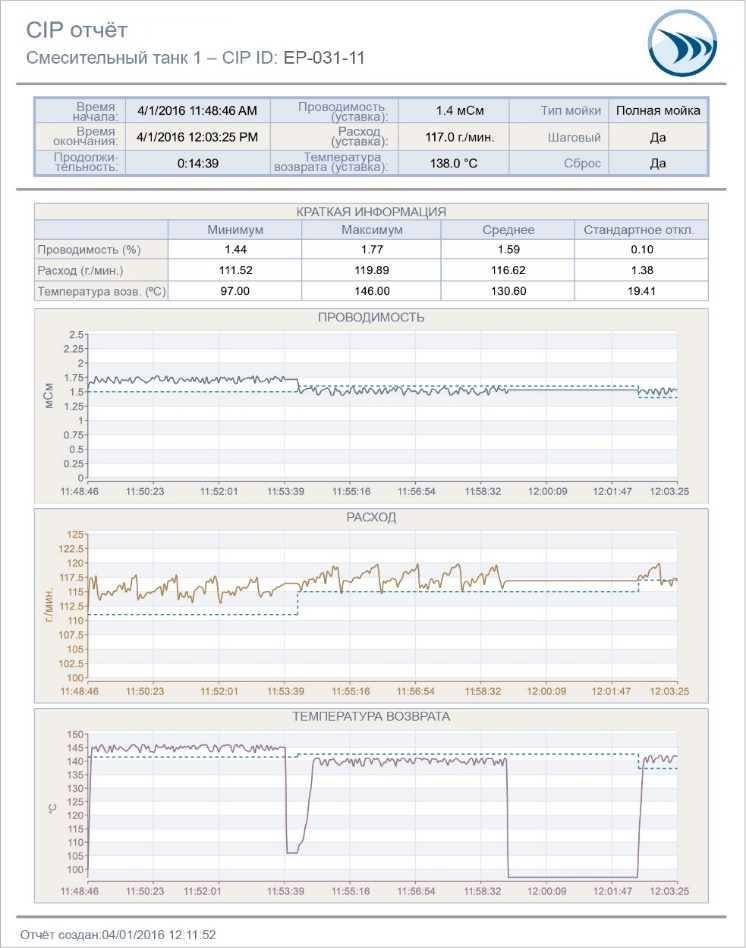 CIP отчёт
Смесительный танк 1 – CIP ID: EP-031-11
Время начала: 4/1/2016 11:48:46 AM Проводимость (уставка): 1.4 мСм Тип мойки Полная мойка
Время окончания: 4/1/2016 12:03:25 PM Расход (уставка): 117.0 г./мин. Шаговый Да
Продолжи-тельность: 0:14:39 Температура возврата (уставка): 138.0 °C Сброс Да
КРАТКАЯ ИНФОРМАЦИЯ
Минимум Максимум Среднее Стандартное откл.
Проводимость (%) 1.44 1.77 1.59 0.10
Расход (г./мин.) 111.52 119.89 116.62 1.38
Температура возв. (ºC) 97.00 146.00 130.60 19.41
ПРОВОДИМОСТЬ
мСм
2.5
2.25
2
1.75
1.5
1.25
1
0.75
0.5
0.25
0
11:48:46 11:50:23 11:52:01 11:53:39 11:55:16 11:56:54 11:58:32 12:00:09 12:01:47 12:03:25
РАСХОД
г./мин.
125
122.5
120
117.5
115
112.5
110
107.5
105
102.5
100
11:48:46 11:50:23 11:52:01 11:53:39 11:55:16 11:56:54 11:58:32 12:00:09 12:01:47 12:03:25
ТЕМПЕРАТУРА ВОЗВРАТА
°C
150
145
140
135
130
125
120
115
110
105
100
11:48:46 11:50:23 11:52:01 11:53:39 11:55:16 11:56:54 11:58:32 12:00:09 12:01:47 12:03:25
Отчёт создан:04/01/2016 12:11:52